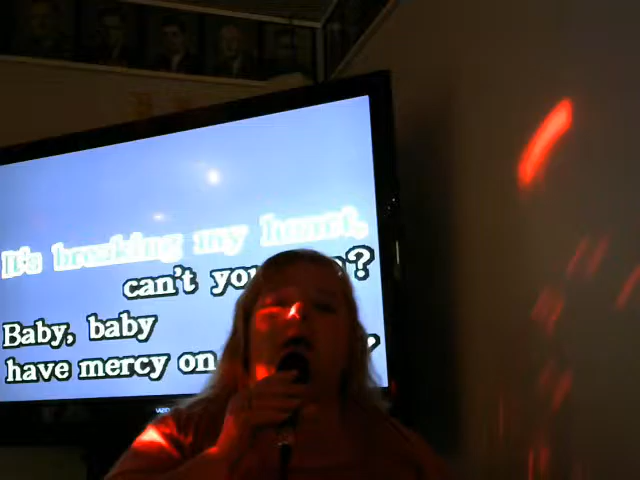 It's breaking my heart,
can't you ?
Baby, baby
have mercy on ?